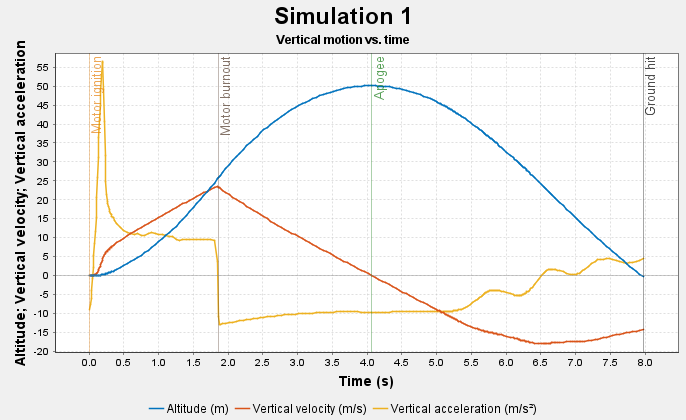 Simulation 1
Vertical motion vs. time
Altitude; Vertical velocity; Vertical acceleration
55
50
45
40
35
30
25
20
15
10
5
0
-5
-10
-15
-20
Motor ignition
Motor burnout
Apogee
Ground hit
0.0 0.5 1.0 1.5 2.0 2.5 3.0 3.5 4.0 4.5 5.0 5.5 6.0 6.5 7.0 7.5 8.0
Time (s)
Altitude (m) Vertical velocity (m/s) Vertical acceleration (m/s²)